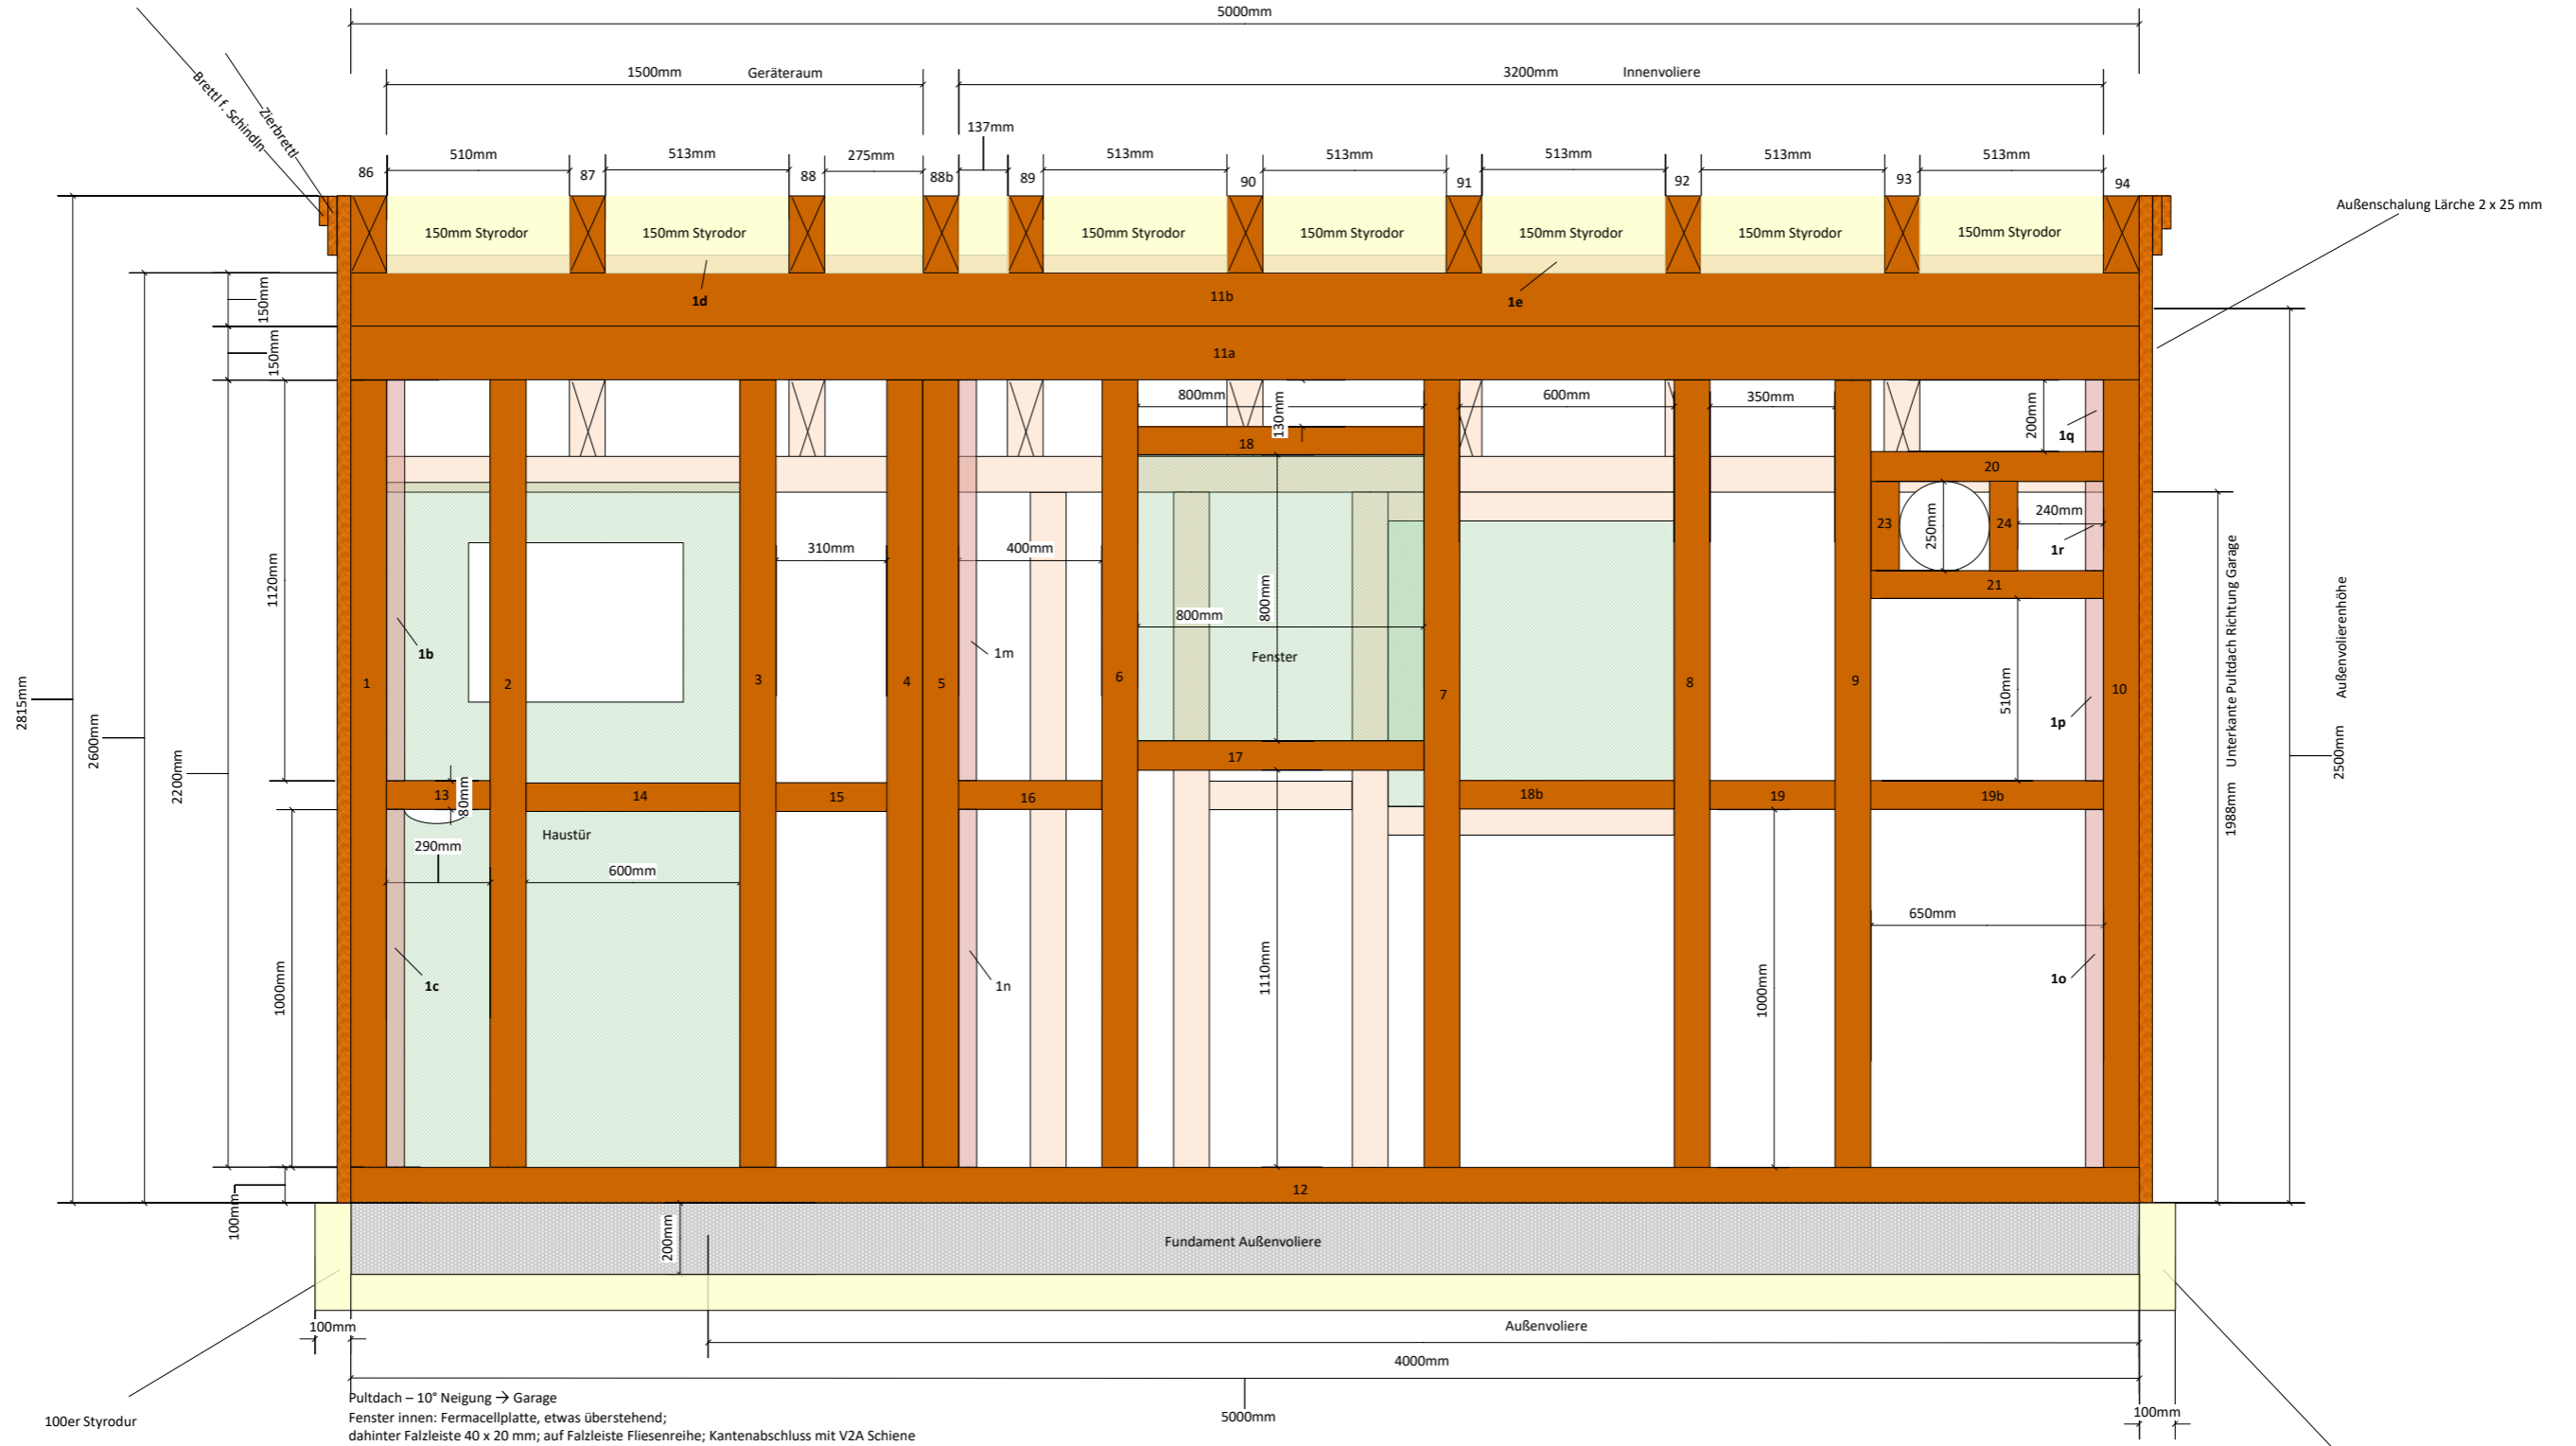 5000mm
1500mm Geräteraum
3200mm Innenvoliere
Brettl f. Schindln
Zierbrettl
137mm
510mm
513mm
275mm
513mm
513mm
513mm
513mm
513mm
86
87
88
88b
89
90
91
92
93
94
150mm Styrodor
150mm Styrodor
150mm Styrodor
150mm Styrodor
150mm Styrodor
150mm Styrodor
150mm Styrodor
Außenschalung Lärche 2 x 25 mm
1d
11b
1e
150mm
150mm
11a
800mm
130mm
600mm
350mm
200mm
1q
18
20
23
250mm
24
240mm
1r
21
310mm
400mm
1120mm
800mm
800mm
Fenster
1b
1m
1
2
3
4
5
6
7
8
9
10
510mm
1p
1988mm Unterkante Pultdach Richtung Garage
2500mm Außenvolierenhöhe
2815mm
2600mm
2200mm
17
13
80mm
14
15
16
18b
19
19b
Haustür
290mm
600mm
650mm
1000mm
1c
1n
1110mm
1000mm
1o
100mm
12
200mm
Fundament Außenvoliere
100mm
Außenvoliere
4000mm
100er Styrodur
Pultdach – 10° Neigung → Garage
Fenster innen: Fermacellplatte, etwas überstehend;
dahinter Falzleiste 40 x 20 mm; auf Falzleiste Fliesenreihe; Kantenabschluss mit V2A Schiene
5000mm
100mm